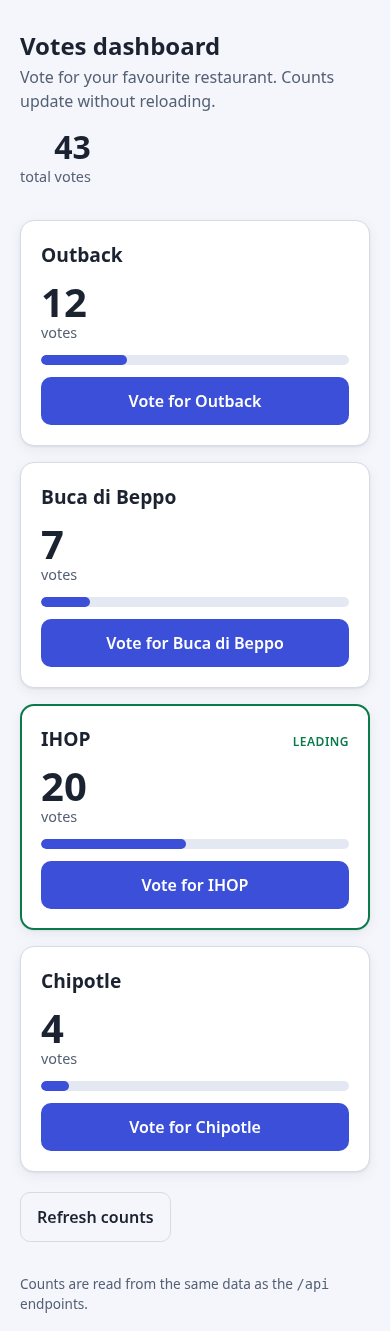 Votes dashboard
Vote for your favourite restaurant. Counts
update without reloading.
43
total votes
Outback
12
votes
Vote for Outback
Buca di Beppo
7
votes
Vote for Buca di Beppo
IHOP LEADING
20
votes
Vote for IHOP
Chipotle
4
votes
Vote for Chipotle
Refresh counts
Counts are read from the same data as the /api
endpoints.